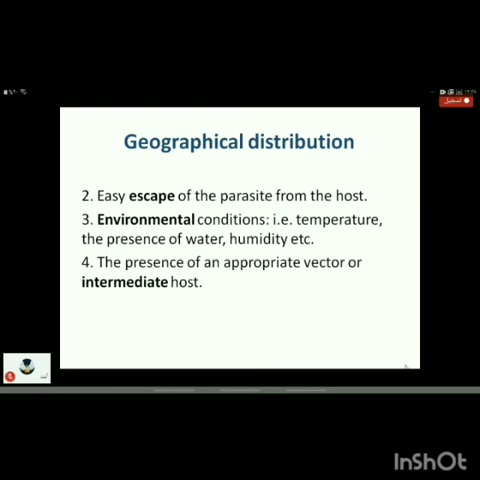 تسجيل
Geographical distribution
2. Easy escape of the parasite from the host.
3. Environmental conditions: i.e. temperature,
the presence of water, humidity etc.
4. The presence of an appropriate vector or
intermediate host.
InShOt